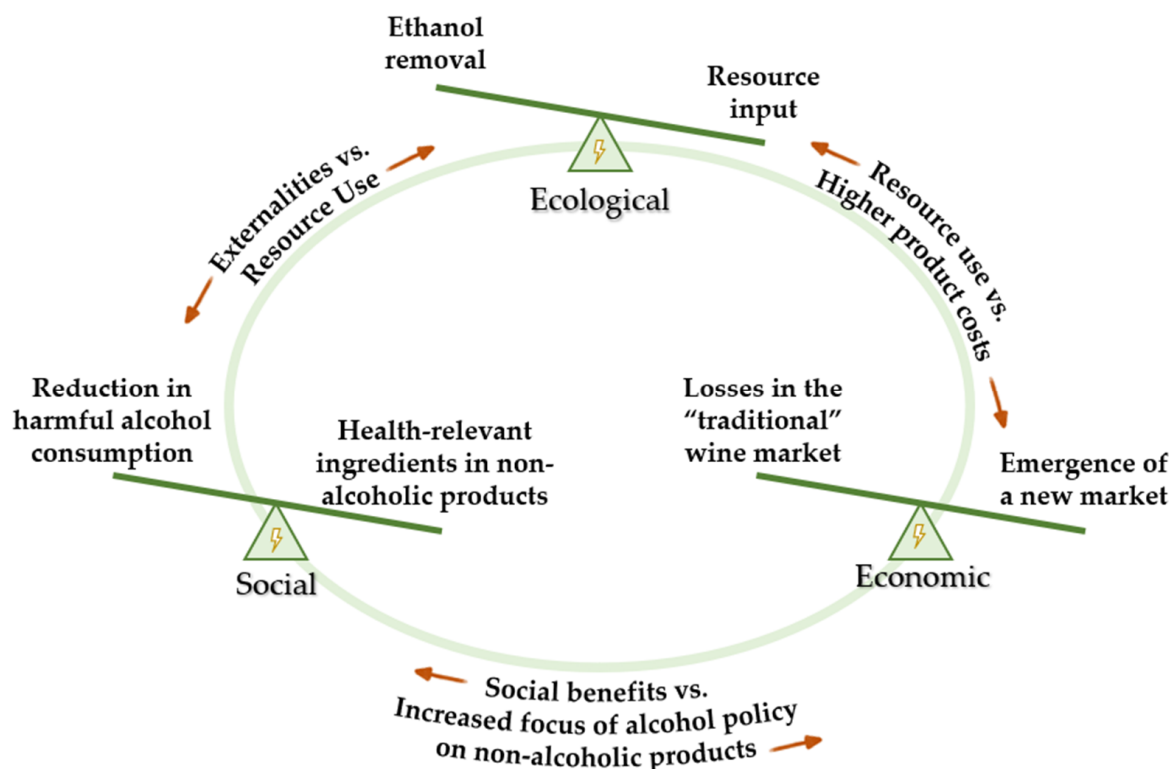 Ethanol
removal
Resource
input
Ecological
Externalities vs.
Resource Use
Resource use vs.
Higher product costs
Reduction in
harmful alcohol
consumption
Health-relevant
ingredients in non-
alcoholic products
Social
Losses in the
“traditional”
wine market
Emergence of
a new market
Economic
Social benefits vs.
Increased focus of alcohol policy
on non-alcoholic products